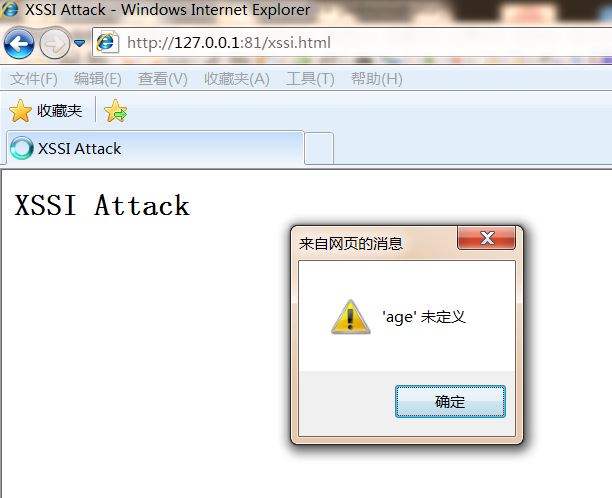 XSSI Attack - Windows Internet Explorer
http://127.0.0.1:81/xssi.html
文件(F) 编辑(E) 查看(V) 收藏夹(A) 工具(T) 帮助(H)
收藏夹
XSSI Attack
XSSI Attack
来自网页的消息
'age' 未定义
确定